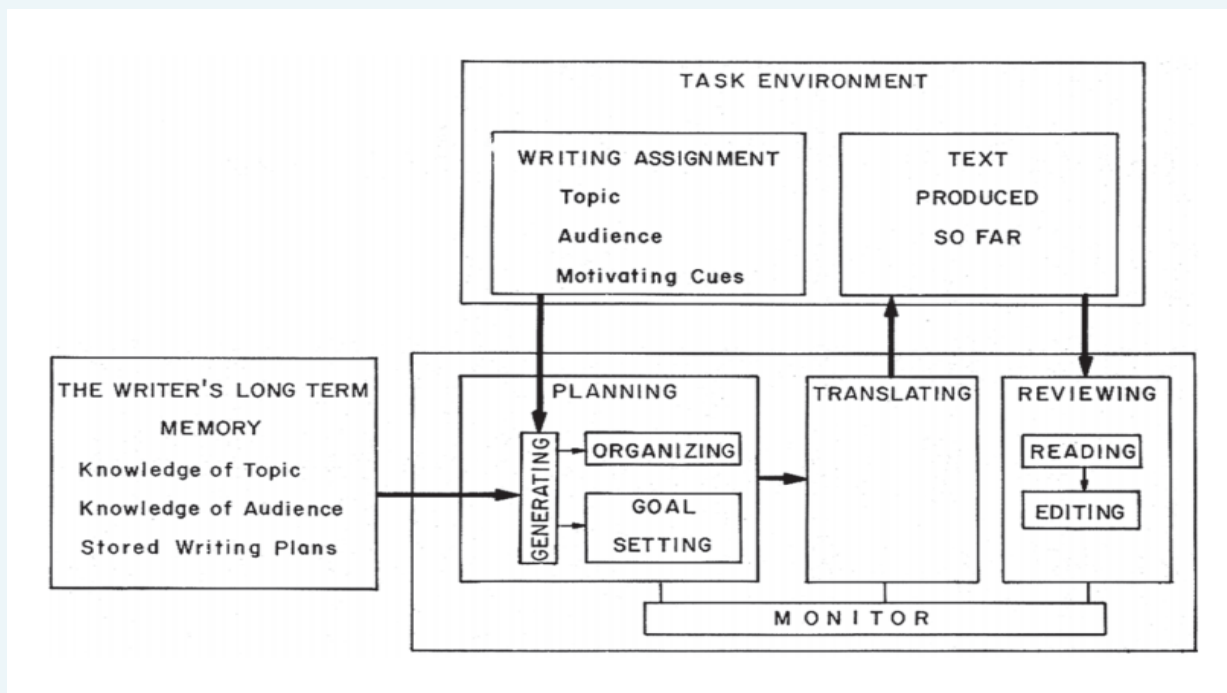 TASK ENVIRONMENT
WRITING ASSIGNMENT
Topic
Audience
Motivating Cues
TEXT
PRODUCED
SO FAR
THE WRITER'S LONG TERM
MEMORY
Knowledge of Topic
Knowledge of Audience
Stored Writing Plans
PLANNING
GENERATING
ORGANIZING
GOAL
SETTING
TRANSLATING
REVIEWING
READING
EDITING
MONITOR